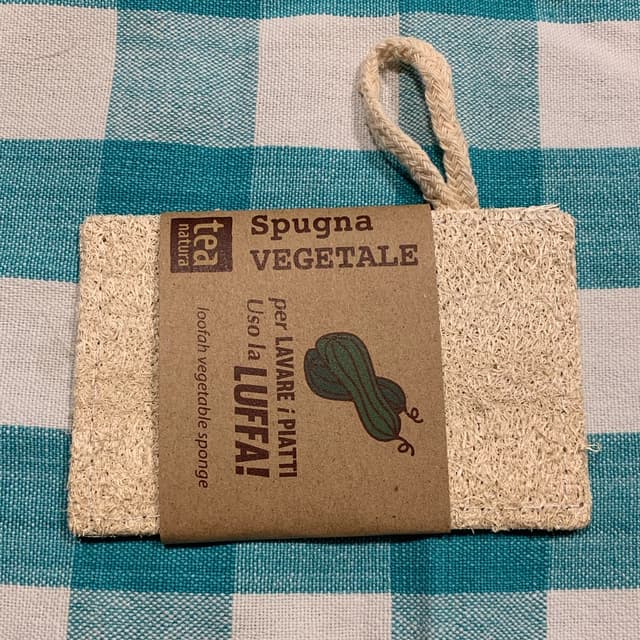 tea
natura
Spugna
VEGETALE
per LAVARE i PIATTI
Uso la LUFFA!
loofah vegetable sponge